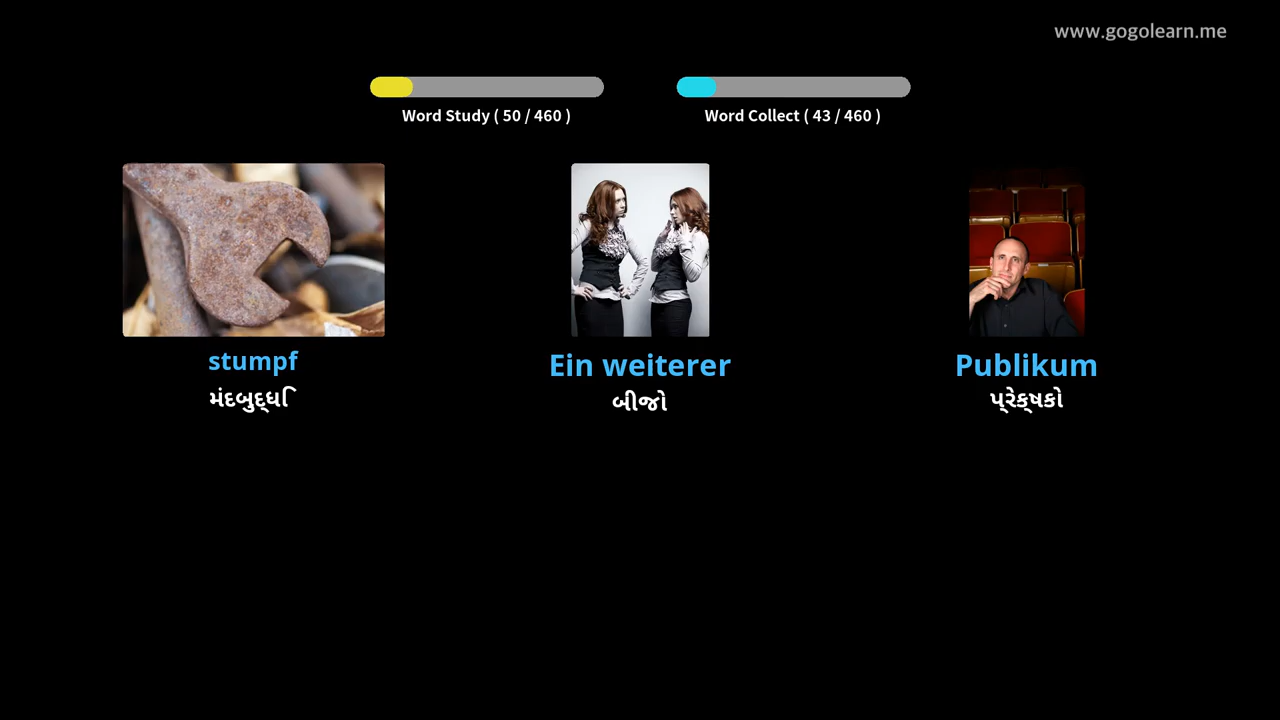 www.gogolearn.me
Word Study ( 50 / 460 )
Word Collect ( 43 / 460 )
stumpf
Ein weiterer
Publikum
મંદબુદ્ધિ
બીજો
પ્રેક્ષકો